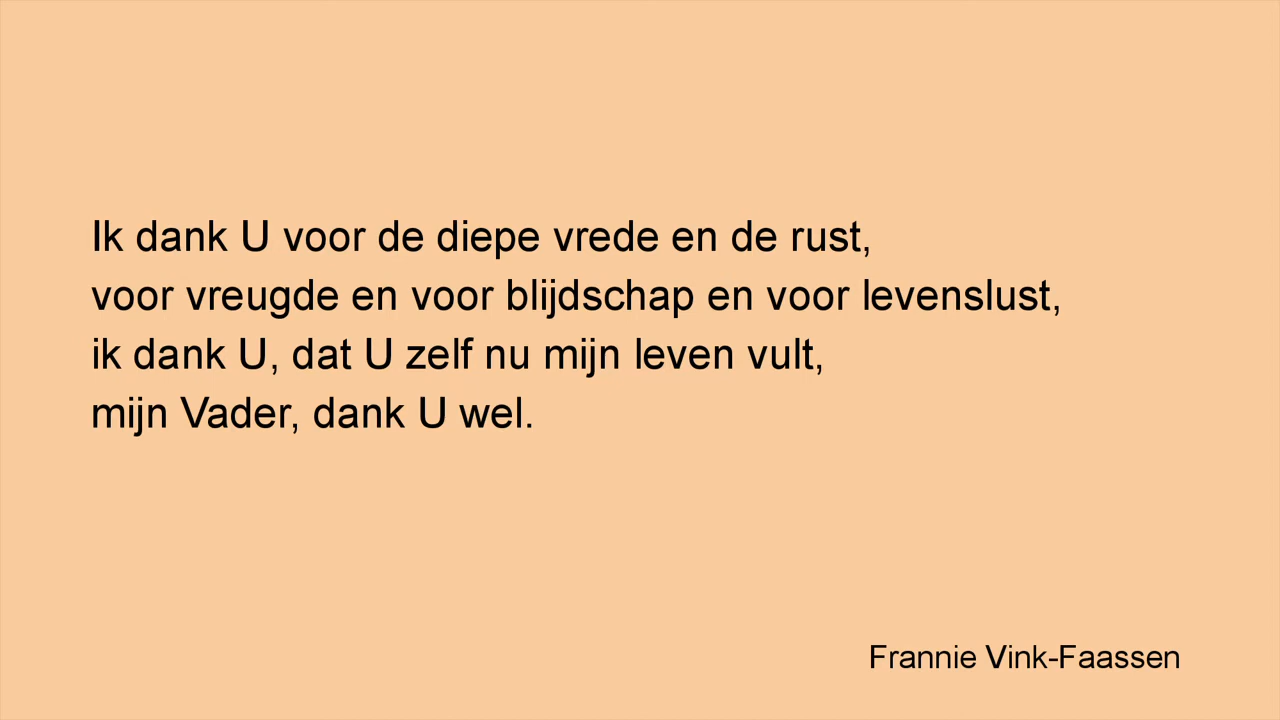 Ik dank U voor de diepe vrede en de rust,
voor vreugde en voor blijdschap en voor levenslust,
ik dank U, dat U zelf nu mijn leven vult,
mijn Vader, dank U wel.
Frannie Vink-Faassen